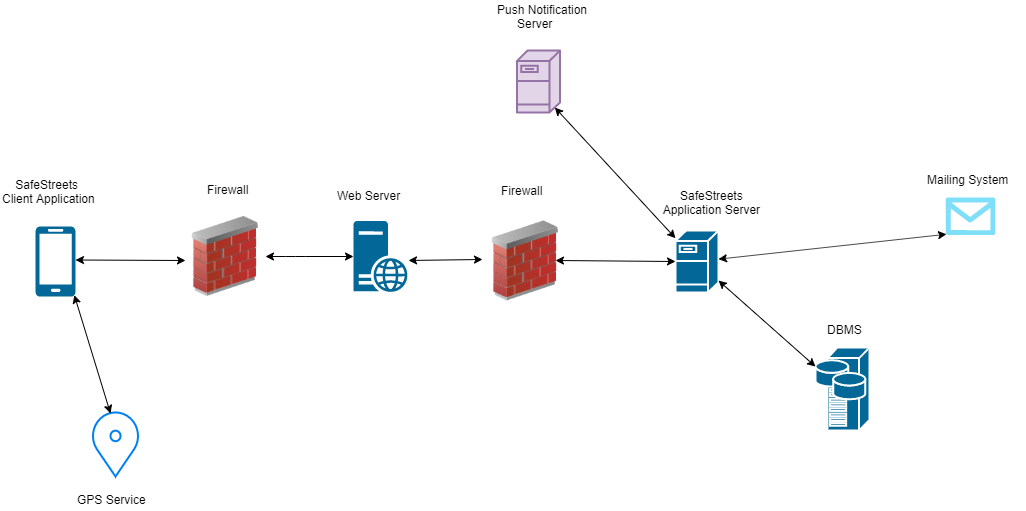 Push Notification
Server
SafeStreets
Client Application
Firewall
Web Server
Firewall
SafeStreets
Application Server
Mailing System
DBMS
GPS Service